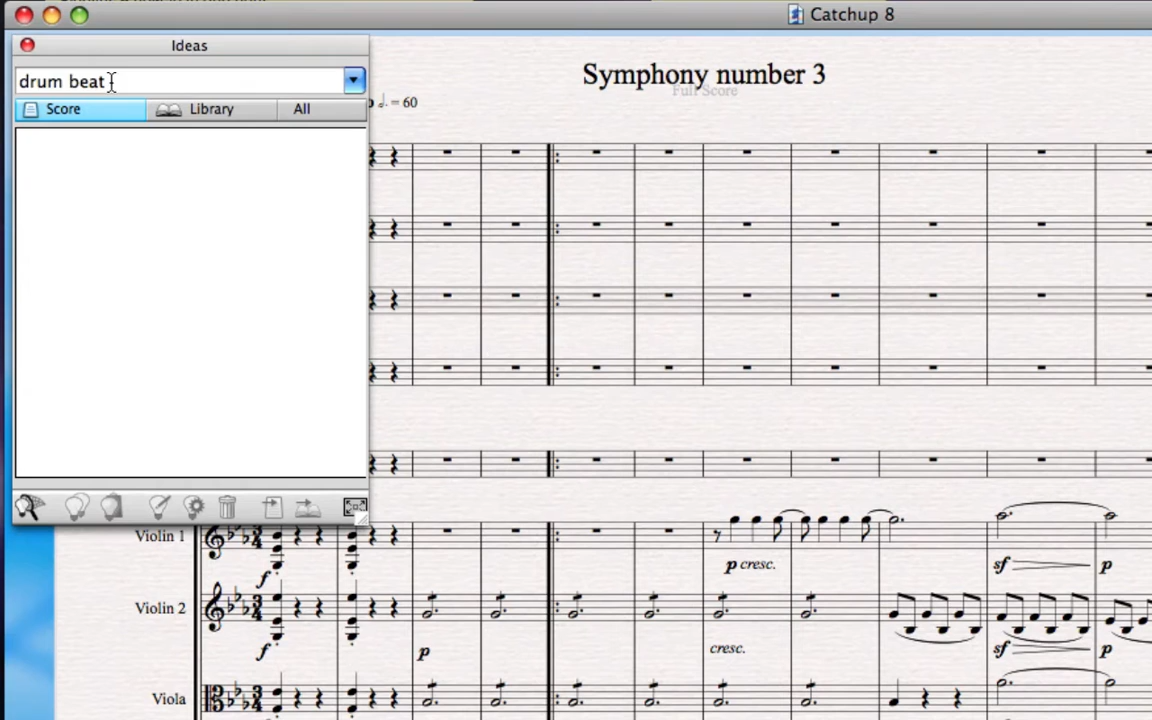 Catchup 8
Ideas
drum beat
Score
Library
All
Symphony number 3
Full Score
= 60
Violin 1
f
p cresc.
sf
p
Violin 2
f
p
cresc.
sf
p
Viola